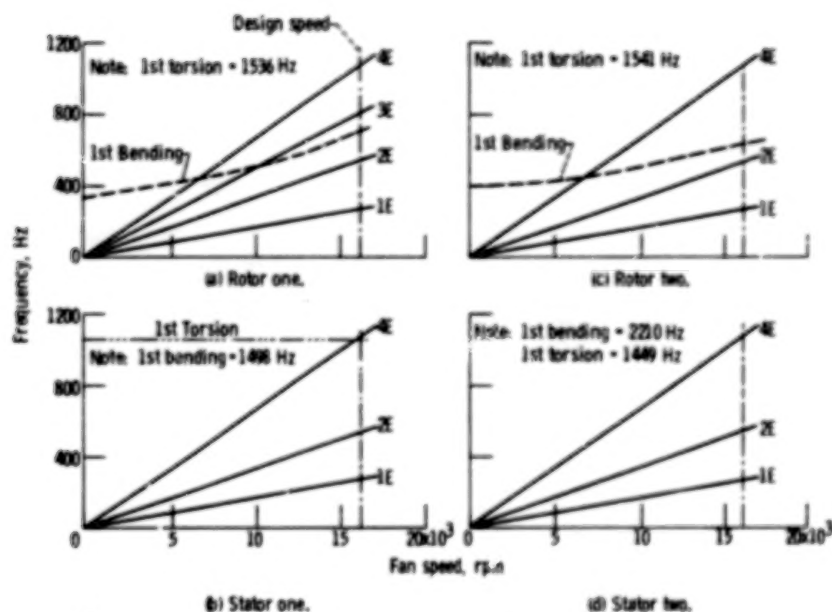 Design speed
1200
Note: 1st torsion = 1536 Hz
4E
3E
800
1st Bending
2E
400
1E
0
5
10
15
20x10³
(a) Rotor one.
Note: 1st torsion = 1541 Hz
4E
1st Bending
2E
1E
0
(c) Rotor two.
Frequency, Hz
1200
1st Torsion
4E
Note: 1st bending = 1498 Hz
800
2E
400
1E
0
5
10
15
20x10³
(b) Stator one.
Note: 1st bending = 2210 Hz
1st torsion = 1449 Hz
4E
2E
1E
0
5
10
15
20x10³
Fan speed, rpm
(d) Stator two.